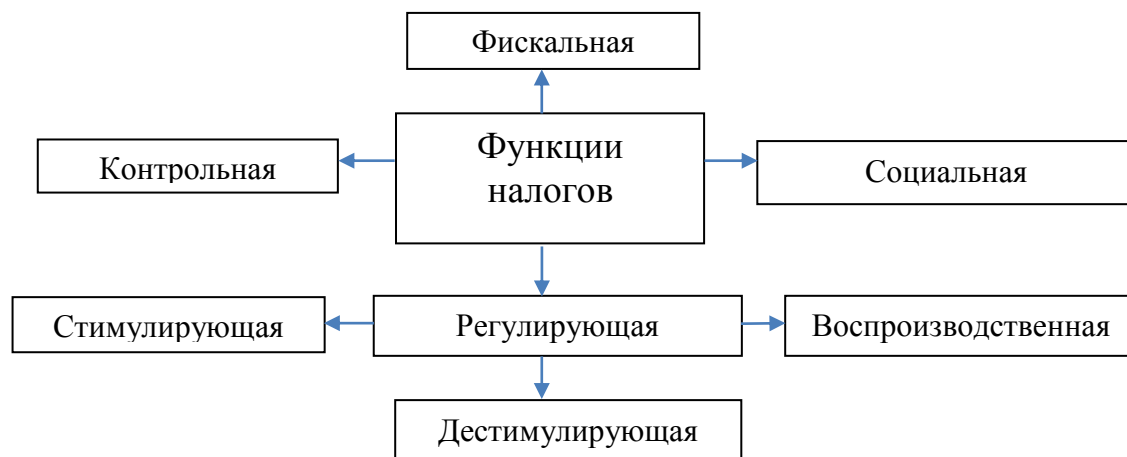 Фискальная
Функции
налогов
Контрольная
Социальная
Стимулирующая
Регулирующая
Воспроизводственная
Дестимулирующая